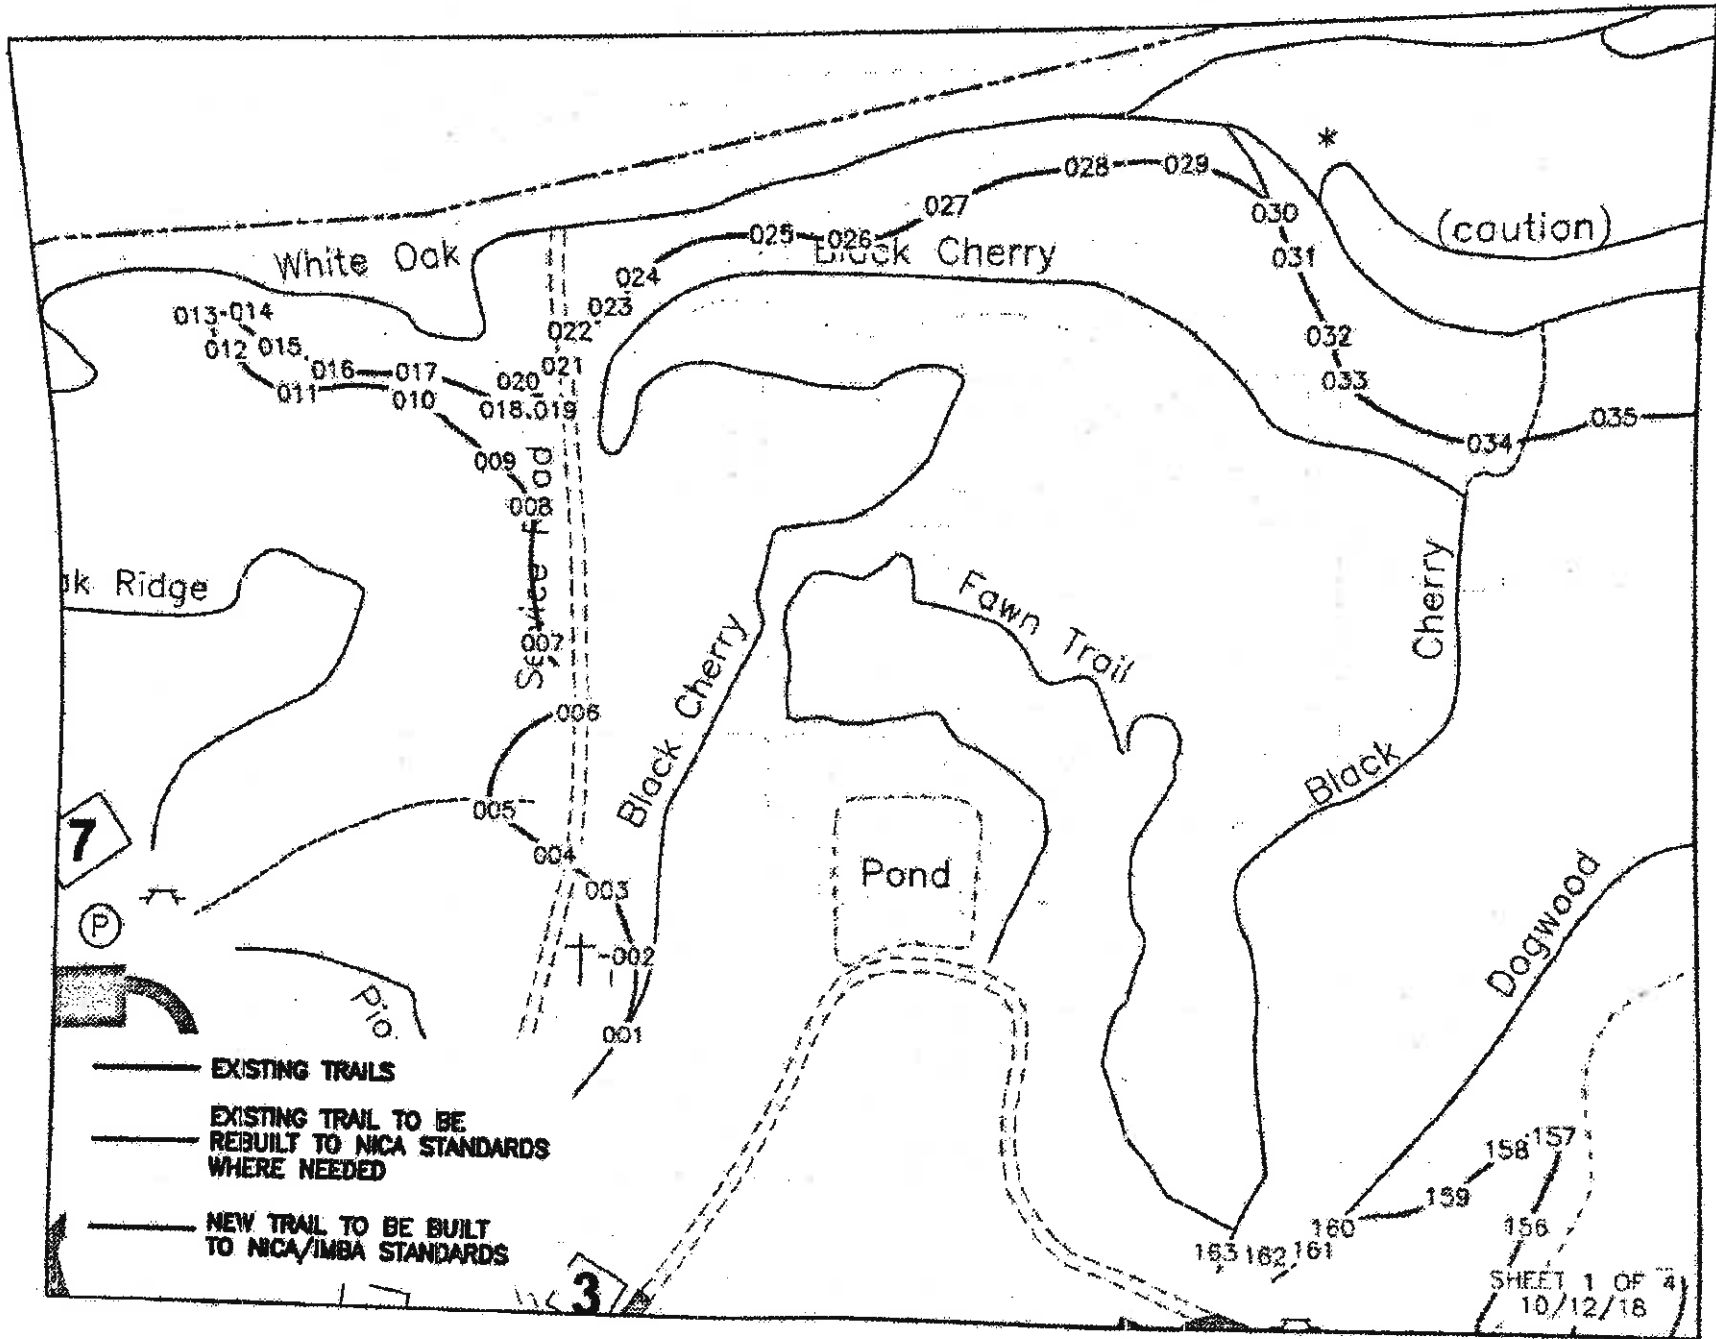 *
028 029
027
030
(caution)
White Oak
025 026
Black Cherry
031
024
023
013-014
022
032
012 015
021
016 017
020
033
011 010
018.019
035
034
009
008
Service Road
Cherry
Ridge
Fawn Trail
007
Black Cherry
006
Black
005
7
004
Pond
003
P
Dogwood
002
Pio
001
EXISTING TRAILS
EXISTING TRAIL TO BE
REBUILT TO NICA STANDARDS
WHERE NEEDED
158 157
159
NEW TRAIL TO BE BUILT
TO NICA/IMBA STANDARDS
160
156
163 162 161
3
SHEET 1 OF 4
10/12/18